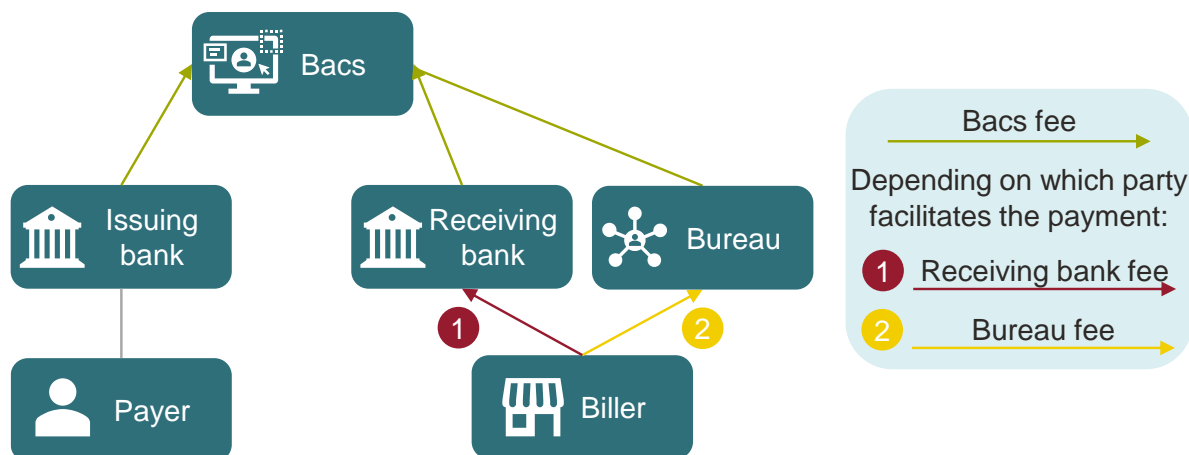 Bacs
Issuing
bank
Receiving
bank
Bureau
1
2
Payer
Biller
Bacs fee
Depending on which party
facilitates the payment:
1 Receiving bank fee
2 Bureau fee